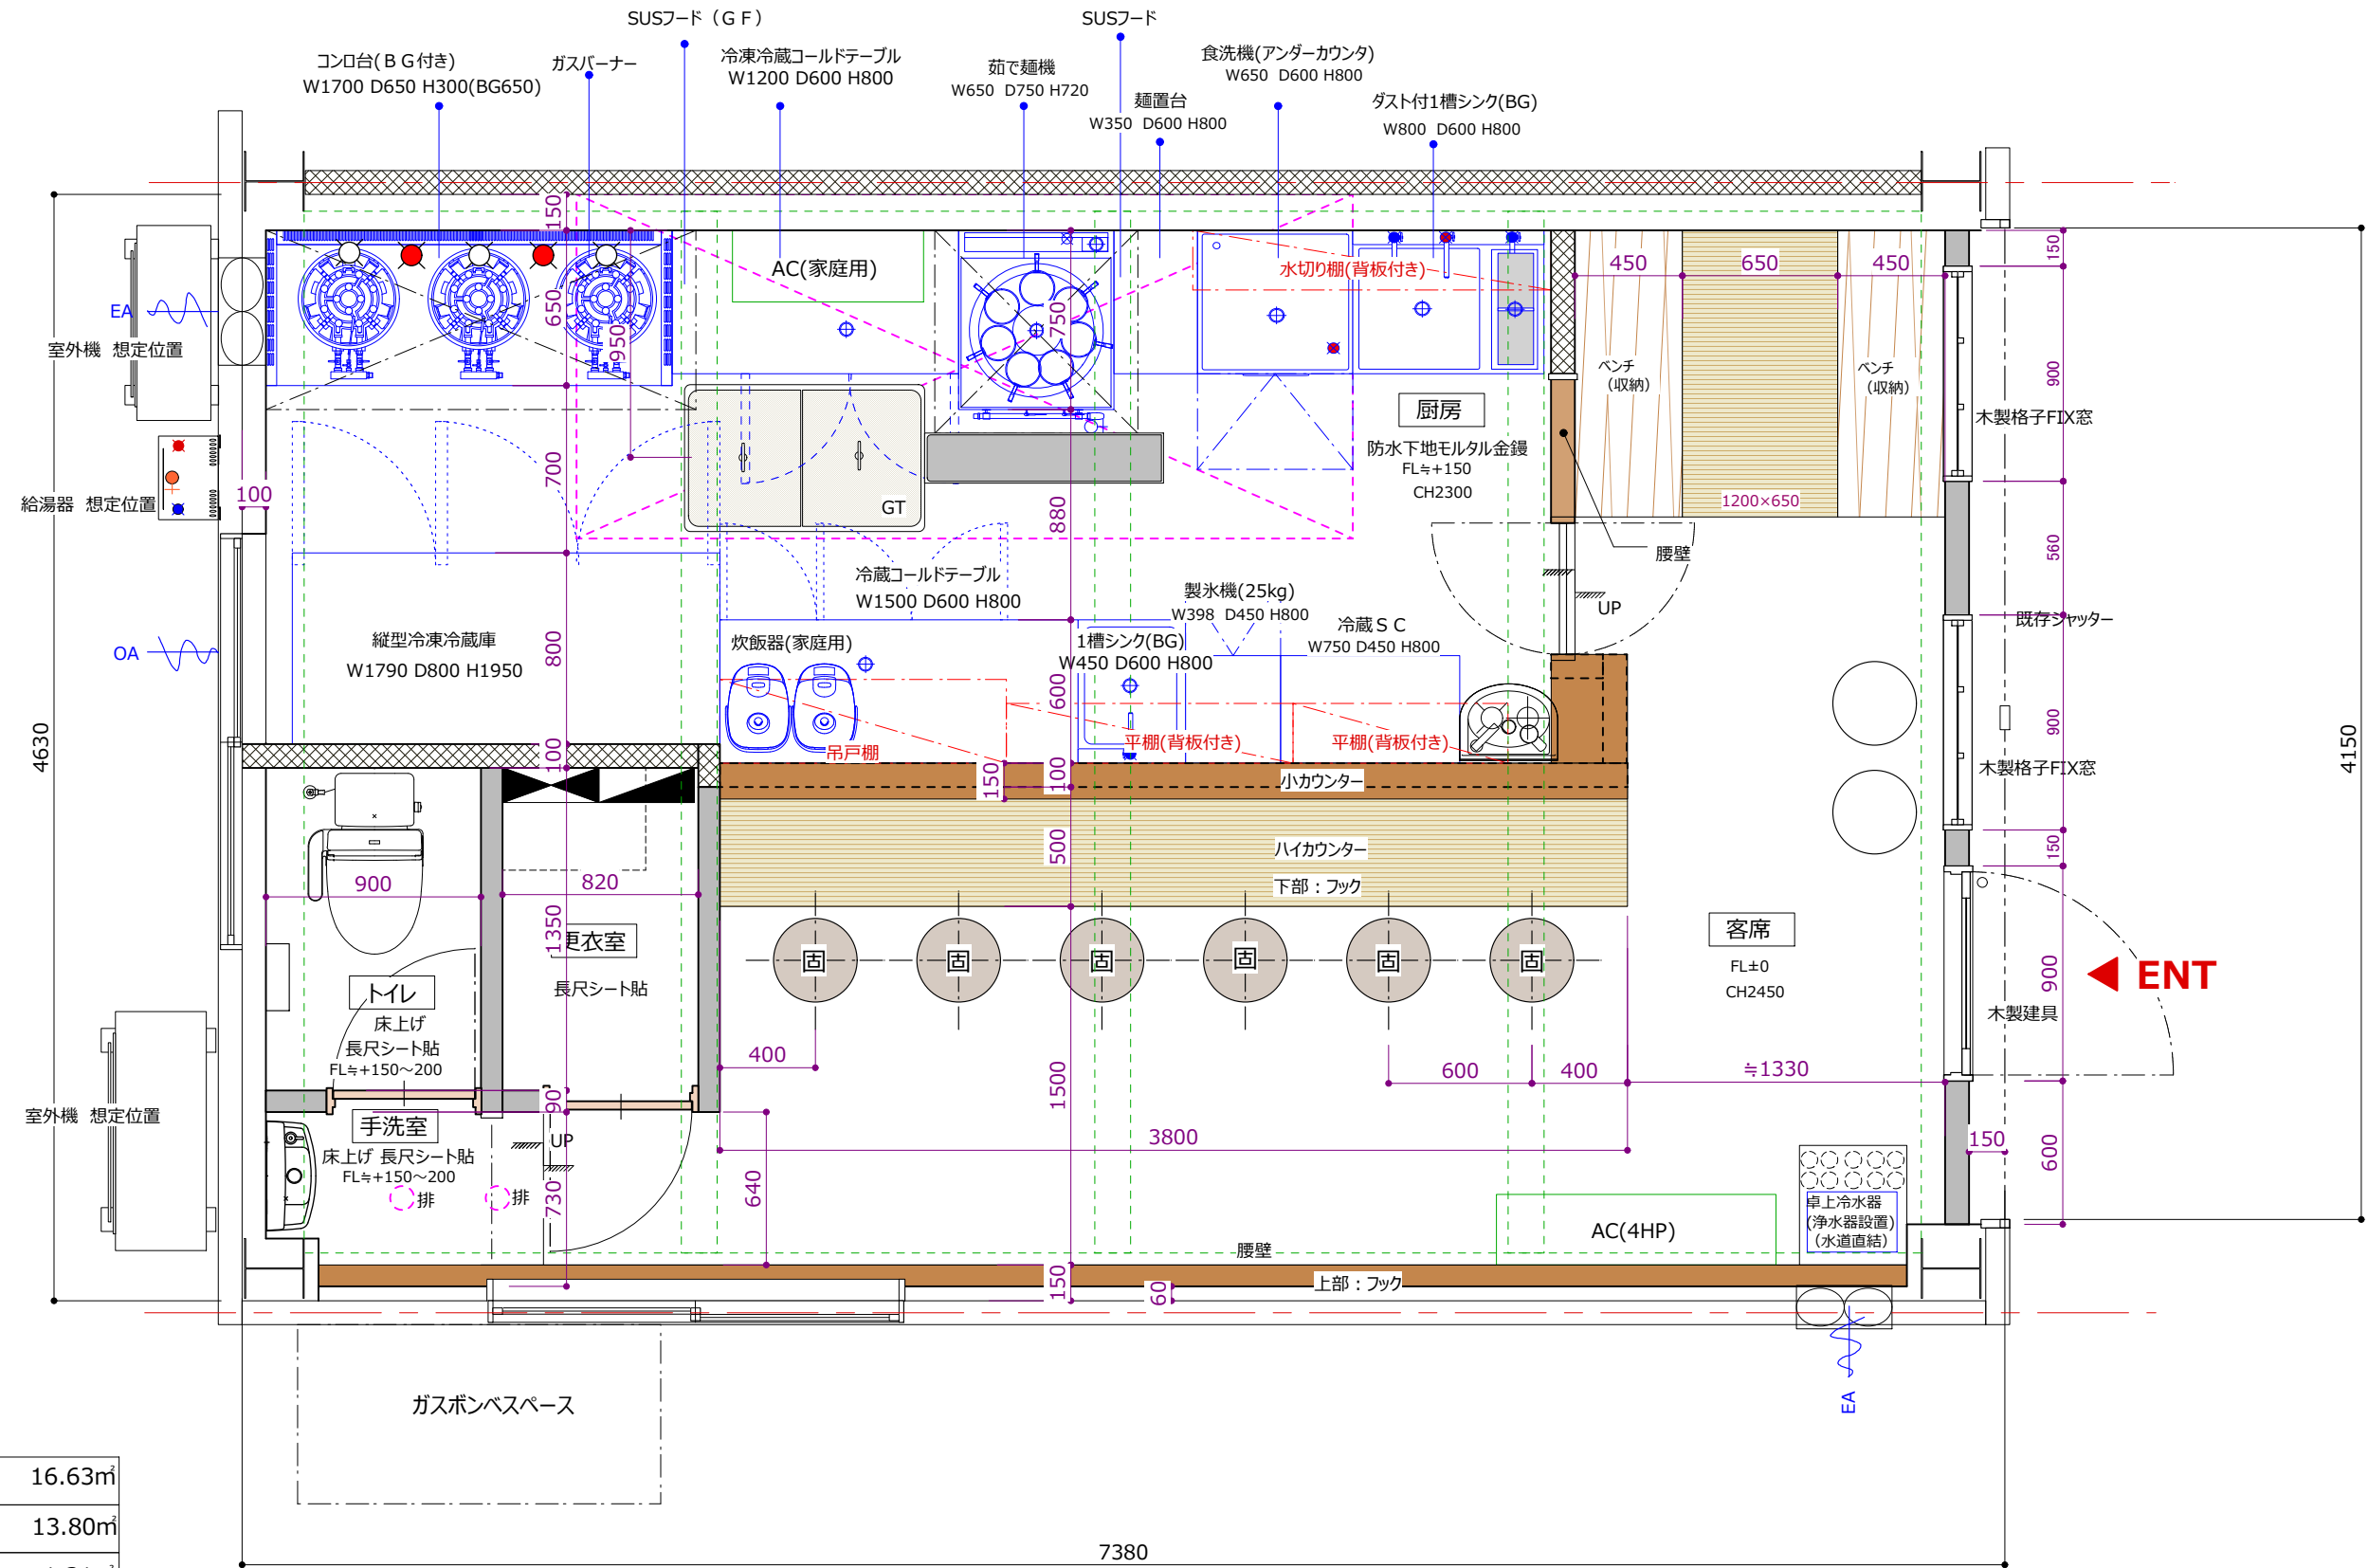 SUSフード（ＧＦ）
SUSフード
コンロ台(ＢＧ付き)
W1700 D650 H300(BG650)
ガスバーナー
冷凍冷蔵コールドテーブル
W1200 D600 H800
茹で麺機
W650 D750 H720
麺置台
W350 D600 H800
食洗機(アンダーカウンタ)
W650 D600 H800
ダスト付1槽シンク(BG)
W800 D600 H800
150
AC(家庭用)
水切り棚(背板付き)
450
650
450
150
EA
室外機 想定位置
650
950
750
ベンチ
（収納）
ベンチ
（収納）
900
木製格子FIX窓
厨房
防水下地モルタル金鏝
FL≒+150
CH2300
給湯器 想定位置
100
700
GT
880
1200×650
腰壁
560
UP
冷蔵コールドテーブル
W1500 D600 H800
製氷機(25kg)
W398 D450 H800
冷蔵ＳＣ
W750 D450 H800
既存シャッター
OA
縦型冷凍冷蔵庫
W1790 D800 H1950
800
炊飯器(家庭用)
1槽シンク(BG)
W450 D600 H800
600
900
4630
4150
吊戸棚
平棚(背板付き)
平棚(背板付き)
100
150
100
小カウンター
木製格子FIX窓
500
ハイカウンター
下部：フック
150
900
820
1350
更衣室
長尺シート貼
固
固
固
固
固
固
客席
FL±0
CH2450
900
ENT
木製建具
トイレ
床上げ
長尺シート貼
FL≒+150～200
400
600
400
≒1330
1500
90
室外機 想定位置
手洗室
床上げ 長尺シート貼
FL≒+150～200
UP
3800
150
600
排
排
730
640
AC(4HP)
卓上冷水器
(浄水器設置)
（水道直結）
腰壁
150
60
上部：フック
EA
ガスボンベスペース
16.63㎡
13.80㎡
7380